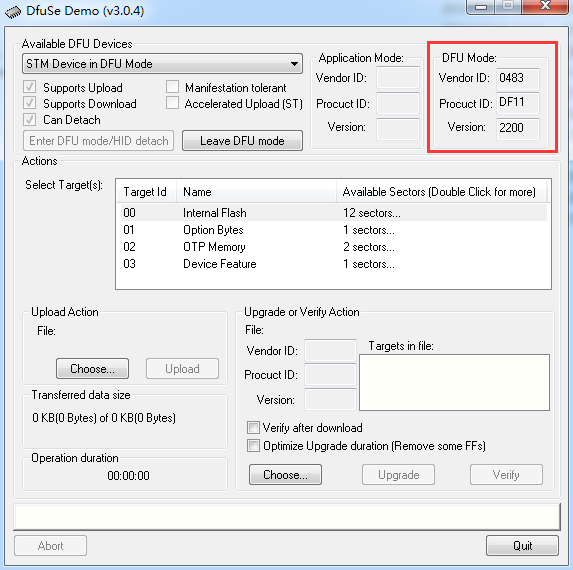 DfuSe Demo (v3.0.4)
Available DFU Devices
STM Device in DFU Mode
Supports Upload
Manifestation tolerant
Supports Download
Accelerated Upload (ST)
Can Detach
Enter DFU mode/HID detach
Leave DFU mode
Application Mode:
Vendor ID:
Procuct ID:
Version:
DFU Mode:
Vendor ID: 0483
Procuct ID: DF11
Version: 2200
Actions
Select Target(s):
Target Id Name Available Sectors (Double Click for more)
00 Internal Flash 12 sectors...
01 Option Bytes 1 sectors...
02 OTP Memory 2 sectors...
03 Device Feature 1 sectors...
Upload Action
File:
Choose... Upload
Transferred data size
0 KB(0 Bytes) of 0 KB(0 Bytes)
Operation duration
00:00:00
Upgrade or Verify Action
File:
Vendor ID:
Procuct ID:
Version:
Targets in file:
Verify after download
Optimize Upgrade duration (Remove some FFs)
Choose... Upgrade Verify
Abort Quit